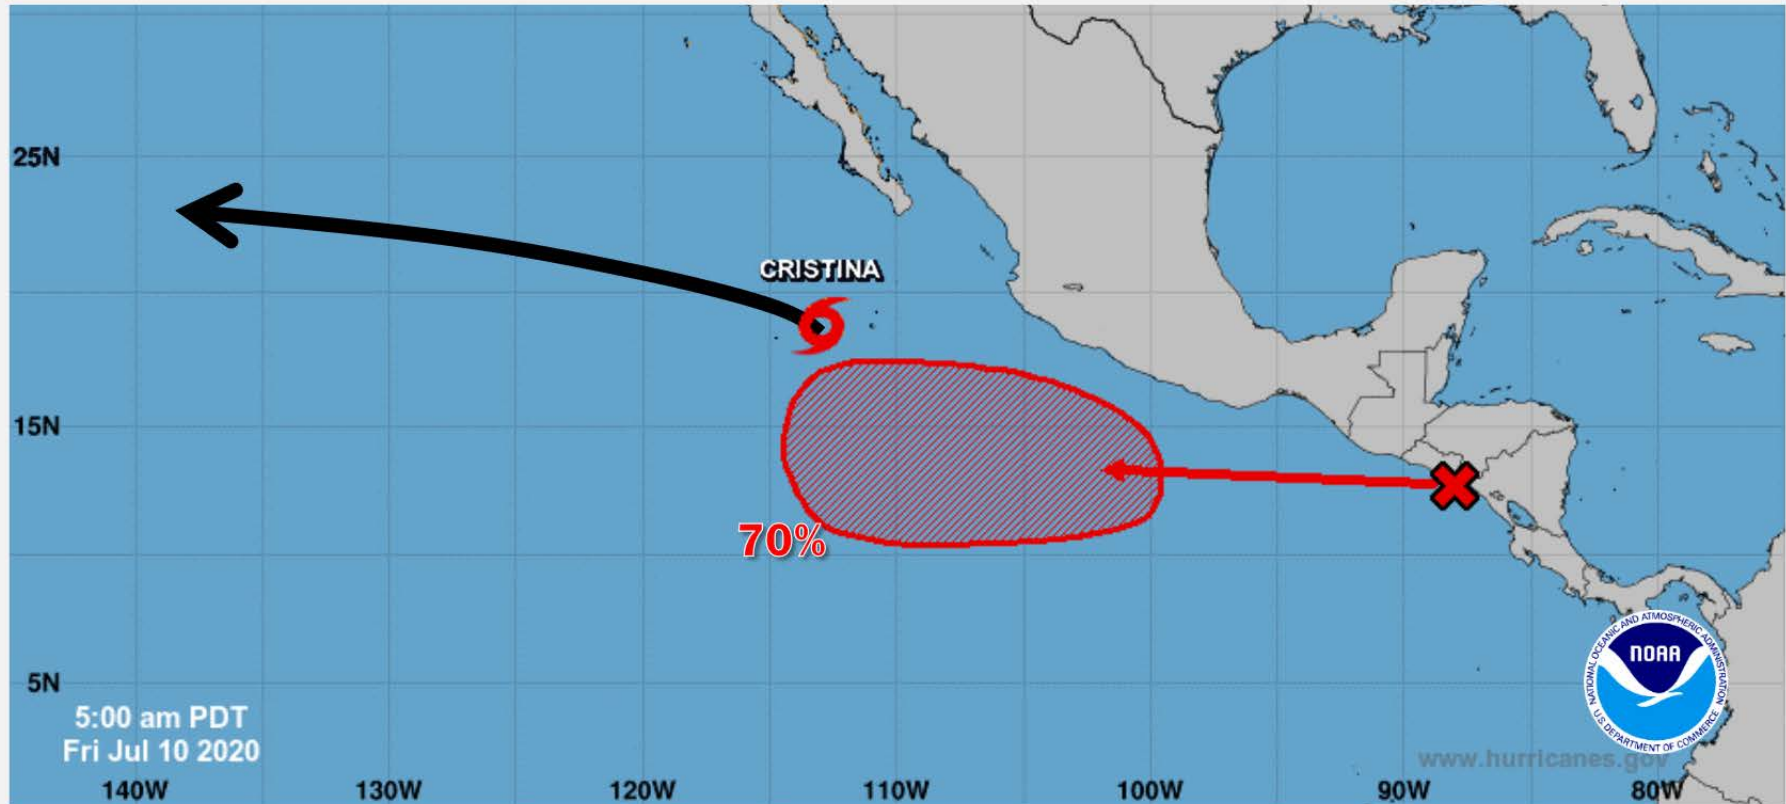 25N
CRISTINA
15N
70%
5N
5:00 am PDT
Fri Jul 10 2020
NATIONAL OCEANIC AND ATMOSPHERIC ADMINISTRATION
NOAA
U.S. DEPARTMENT OF COMMERCE
www.hurricanes.gov
140W
130W
120W
110W
100W
90W
80W